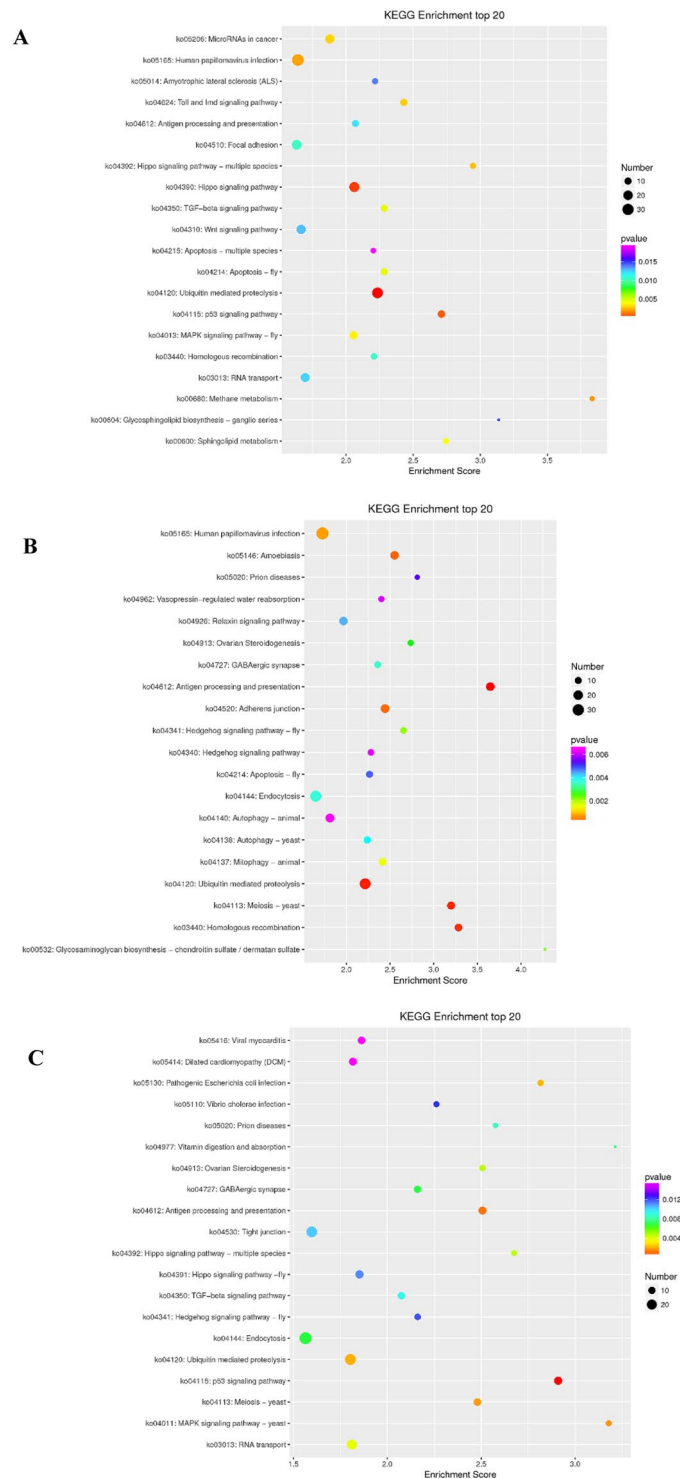 A
KEGG Enrichment top 20
ko05206: MicroRNAs in cancer
ko05165: Human papillomavirus infection
ko05014: Amyotrophic lateral sclerosis (ALS)
ko04624: Toll and Imd signaling pathway
ko04612: Antigen processing and presentation
ko04510: Focal adhesion
ko04392: Hippo signaling pathway - multiple species
ko04390: Hippo signaling pathway
ko04350: TGF-beta signaling pathway
ko04310: Wnt signaling pathway
ko04215: Apoptosis - multiple species
ko04214: Apoptosis - fly
ko04120: Ubiquitin mediated proteolysis
ko04115: p53 signaling pathway
ko04013: MAPK signaling pathway - fly
ko03440: Homologous recombination
ko03013: RNA transport
ko00680: Methane metabolism
ko00604: Glycosphingolipid biosynthesis - ganglio series
ko00600: Sphingolipid metabolism
2.0 2.5 3.0 3.5
Enrichment Score
Number
10
20
30
pvalue
0.015
0.010
0.005
B
KEGG Enrichment top 20
ko05165: Human papillomavirus infection
ko05146: Amoebiasis
ko05020: Prion diseases
ko04962: Vasopressin-regulated water reabsorption
ko04926: Relaxin signaling pathway
ko04913: Ovarian Steroidogenesis
ko04727: GABAergic synapse
ko04612: Antigen processing and presentation
ko04520: Adherens junction
ko04341: Hedgehog signaling pathway - fly
ko04340: Hedgehog signaling pathway
ko04214: Apoptosis - fly
ko04144: Endocytosis
ko04140: Autophagy - animal
ko04138: Autophagy - yeast
ko04137: Mitophagy - animal
ko04120: Ubiquitin mediated proteolysis
ko04113: Meiosis - yeast
ko03440: Homologous recombination
ko00532: Glycosaminoglycan biosynthesis - chondroitin sulfate / dermatan sulfate
2.0 2.5 3.0 3.5 4.0
Enrichment Score
Number
10
20
30
pvalue
0.006
0.004
0.002
C
KEGG Enrichment top 20
ko05416: Viral myocarditis
ko05414: Dilated cardiomyopathy (DCM)
ko05130: Pathogenic Escherichia coli infection
ko05110: Vibrio cholerae infection
ko05020: Prion diseases
ko04977: Vitamin digestion and absorption
ko04913: Ovarian Steroidogenesis
ko04727: GABAergic synapse
ko04612: Antigen processing and presentation
ko04530: Tight junction
ko04392: Hippo signaling pathway - multiple species
ko04391: Hippo signaling pathway -fly
ko04350: TGF-beta signaling pathway
ko04341: Hedgehog signaling pathway - fly
ko04144: Endocytosis
ko04120: Ubiquitin mediated proteolysis
ko04115: p53 signaling pathway
ko04113: Meiosis - yeast
ko04011: MAPK signaling pathway - yeast
ko03013: RNA transport
1.5 2.0 2.5 3.0
Enrichment Score
pvalue
0.012
0.008
0.004
Number
10
20